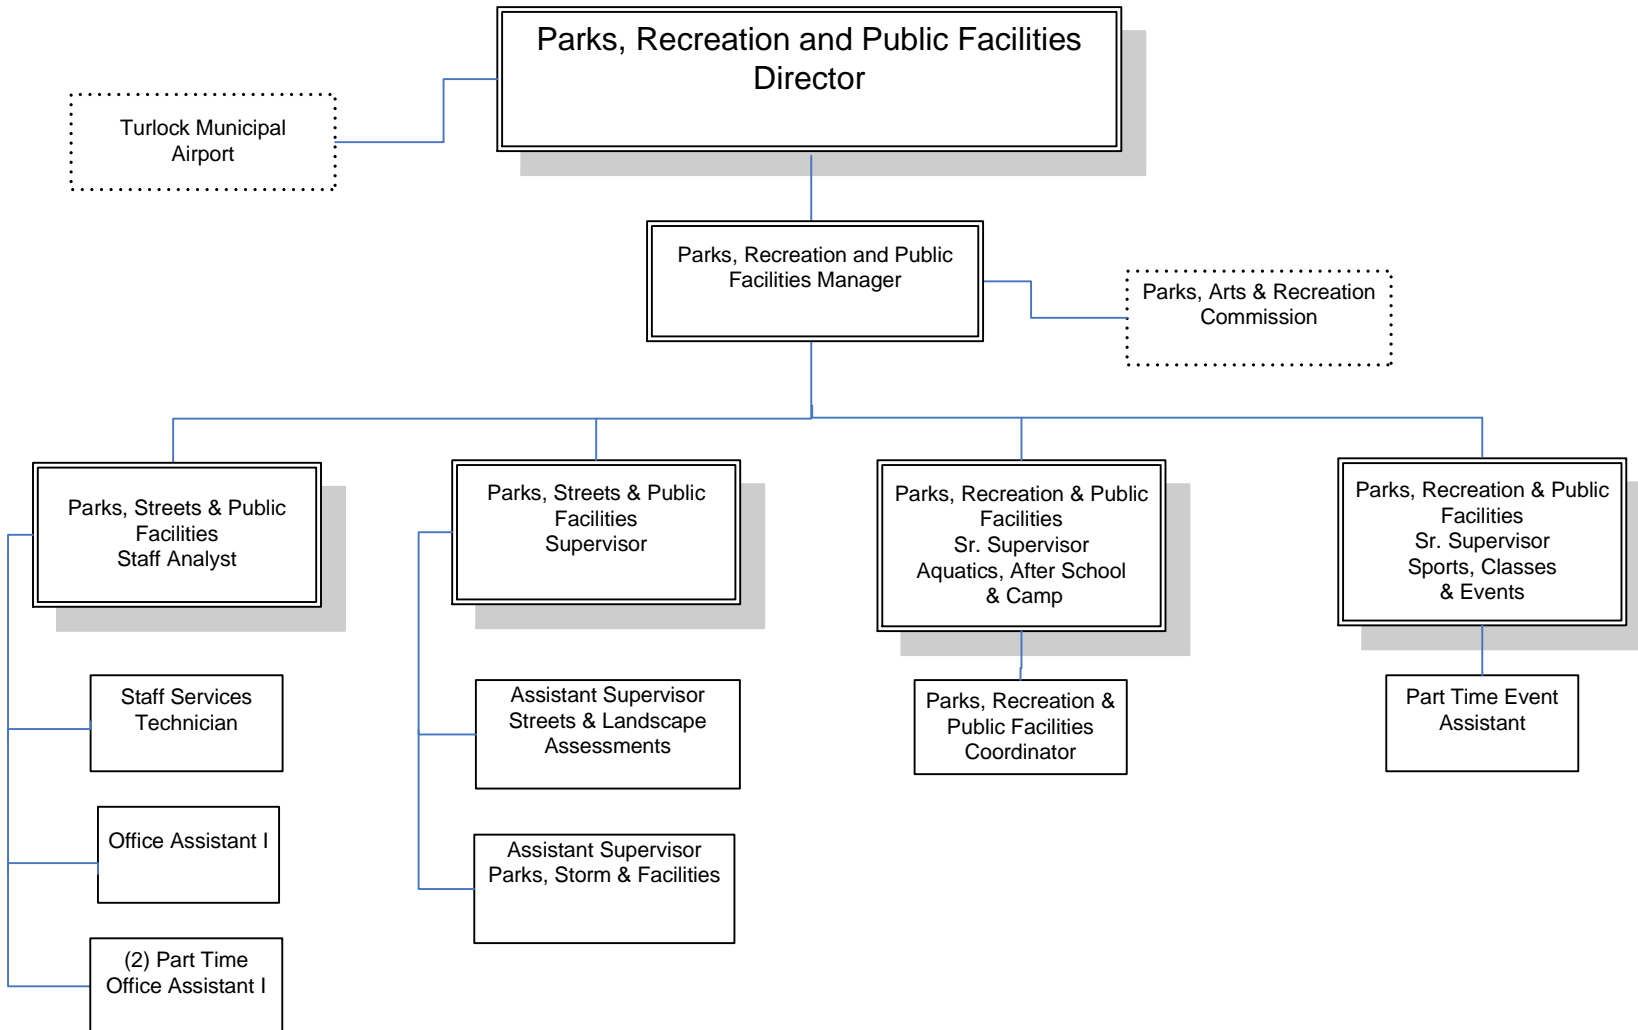 Parks, Recreation and Public Facilities
Director
Turlock Municipal
Airport
Parks, Recreation and Public
Facilities Manager
Parks, Arts & Recreation
Commission
Parks, Streets & Public
Facilities
Staff Analyst
Parks, Streets & Public
Facilities
Supervisor
Parks, Recreation & Public
Facilities
Sr. Supervisor
Aquatics, After School
& Camp
Parks, Recreation & Public
Facilities
Sr. Supervisor
Sports, Classes
& Events
Staff Services
Technician
Assistant Supervisor
Streets & Landscape
Assessments
Parks, Recreation &
Public Facilities
Coordinator
Part Time Event
Assistant
Office Assistant I
Assistant Supervisor
Parks, Storm & Facilities
(2) Part Time
Office Assistant I